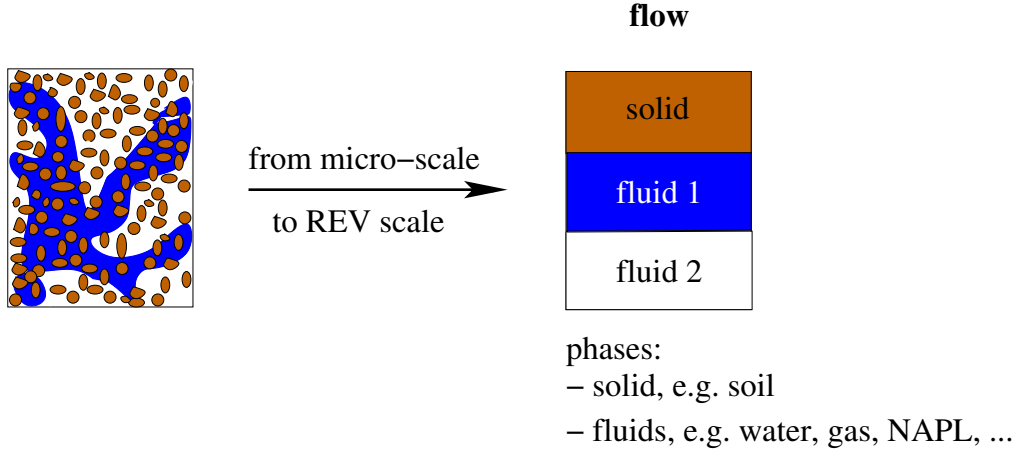 flow
solid
from micro−scale
fluid 1
to REV scale
fluid 2
phases:
− solid, e.g. soil
− fluids, e.g. water, gas, NAPL, ...